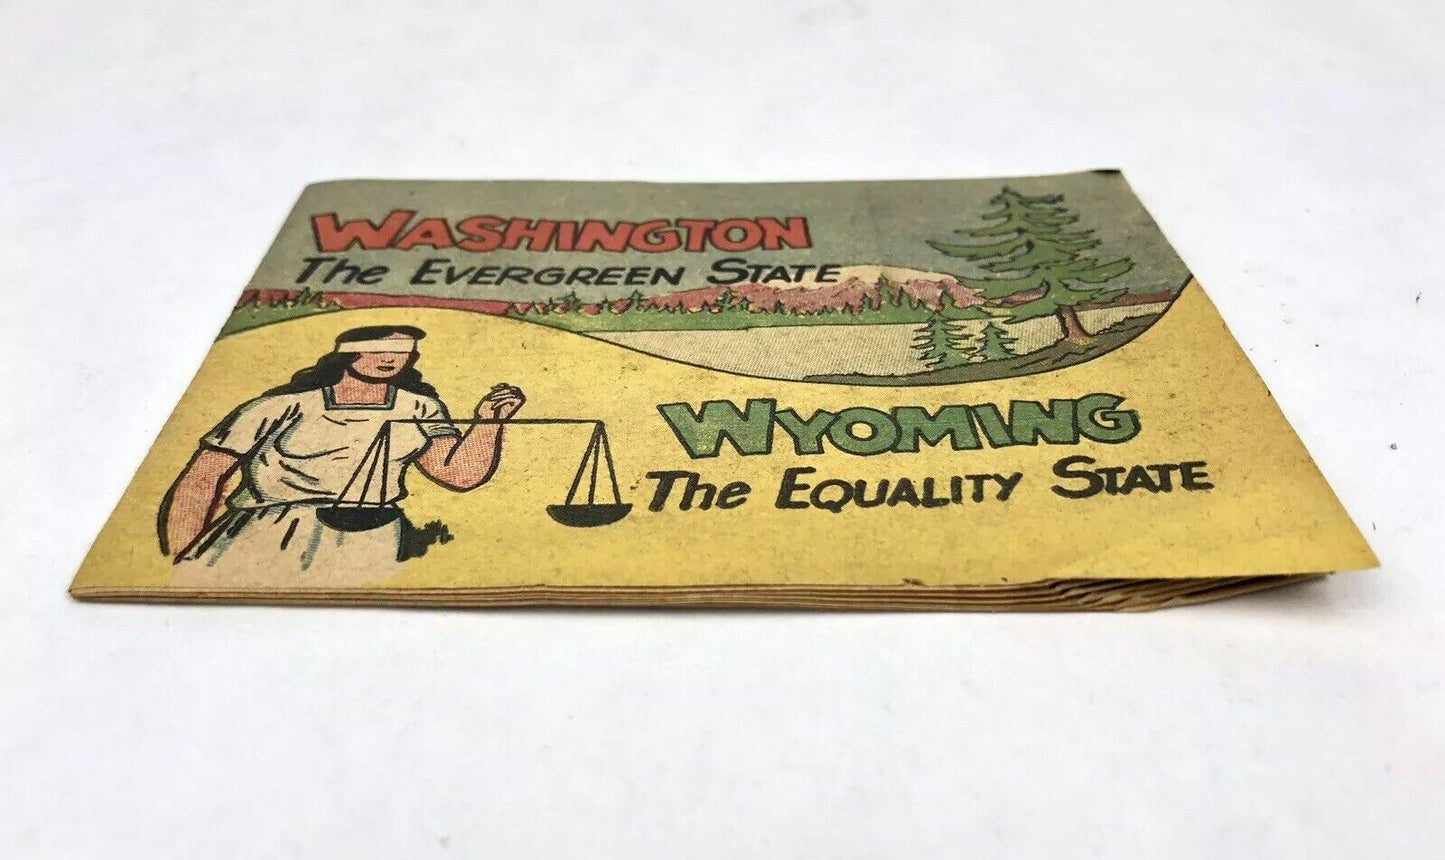 WASHINGTON
The EVERGREEN STATE
WYOMING
The EQUALITY STATE